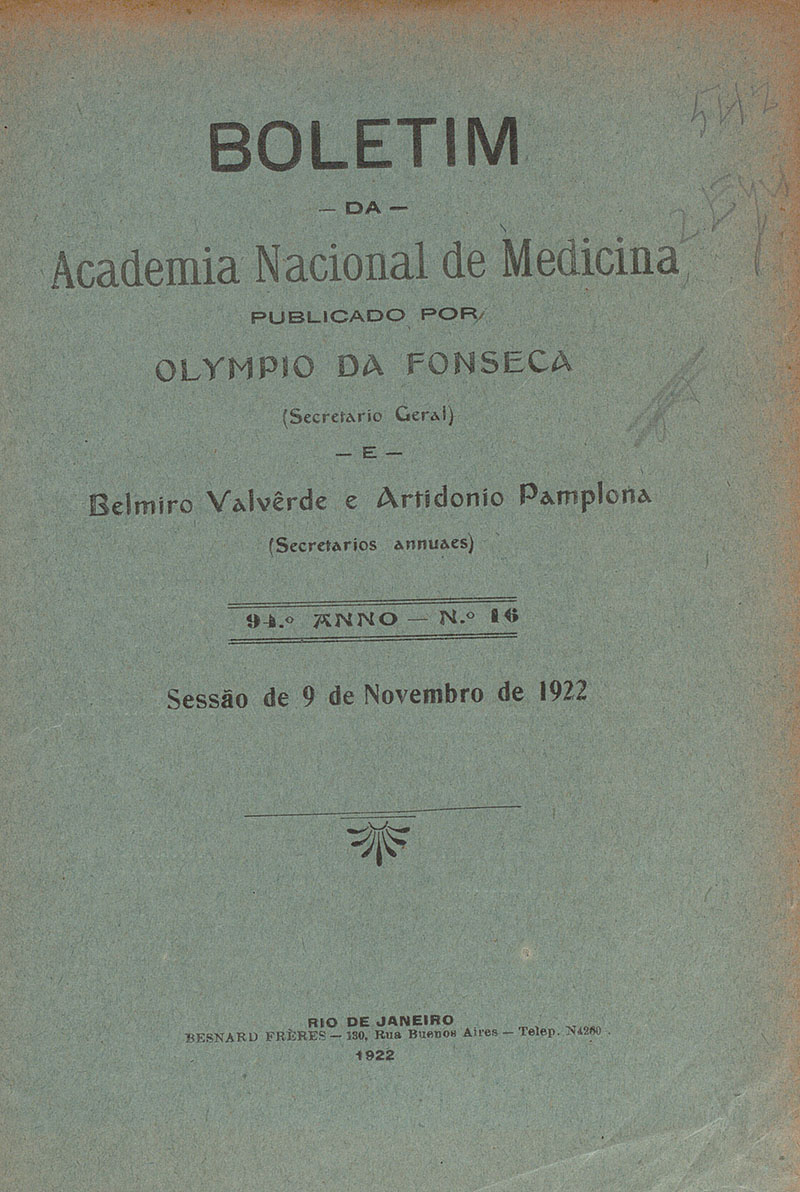 BOLETIM
— DA —
Academia Nacional de Medicina
PUBLICADO POR
OLYMPIO DA FONSECA
(Secretario Geral)
— E —
Belmiro Valvêrde e Artidonio Pamplona
(Secretarios annuaes)
94.º ANNO — N.º 16
Sessão de 9 de Novembro de 1922
RIO DE JANEIRO
BESNARD FRÈRES — 130, Rua Buenos Aires — Telep. N4280
1922